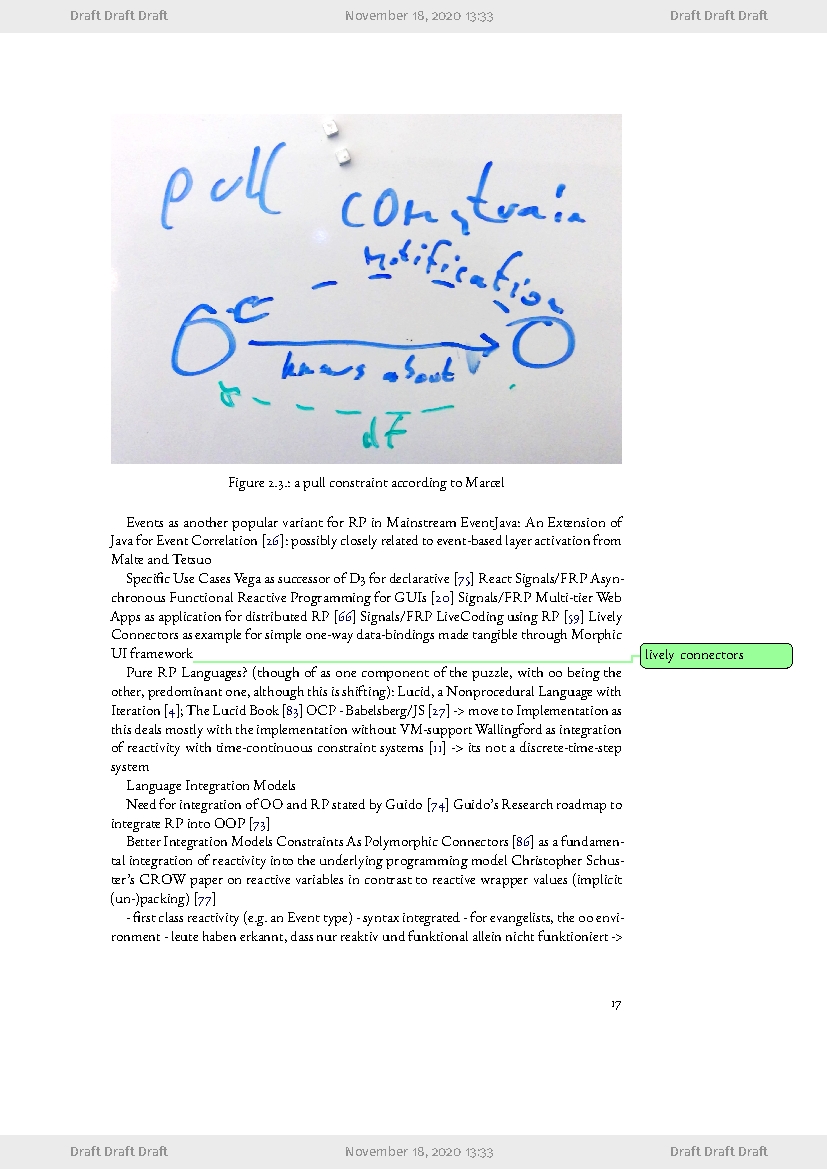 Draft Draft Draft November 18, 2020 13:33 Draft Draft Draft
pull constrain
notification
knows about
dF
Figure 2.3.: a pull constraint according to Marcel
Events as another popular variant for RP in Mainstream EventJava: An Extension of
Java for Event Correlation [26]: possibly closely related to event-based layer activation from
Malte and Tetsuo
Specific Use Cases Vega as successor of D3 for declarative [75] React Signals/FRP Asyn-
chronous Functional Reactive Programming for GUIs [20] Signals/FRP Multi-tier Web
Apps as application for distributed RP [66] Signals/FRP LiveCoding using RP [59] Lively
Connectors as example for simple one-way data-bindings made tangible through Morphic
UI framework
lively connectors
Pure RP Languages? (though of as one component of the puzzle, with oo being the
other, predominant one, although this is shifting): Lucid, a Nonprocedural Language with
Iteration [4]; The Lucid Book [83] OCP - Babelsberg/JS [27] -> move to Implementation as
this deals mostly with the implementation without VM-support Wallingford as integration
of reactivity with time-continuous constraint systems [11] -> its not a discrete-time-step
system
Language Integration Models
Need for integration of OO and RP stated by Guido [74] Guido's Research roadmap to
integrate RP into OOP [73]
Better Integration Models Constraints As Polymorphic Connectors [86] as a fundamen-
tal integration of reactivity into the underlying programming model Christopher Schus-
ter's CROW paper on reactive variables in contrast to reactive wrapper values (implicit
(un-)packing) [77]
- first class reactivity (e.g. an Event type) - syntax integrated - for evangelists, the oo envi-
ronment - leute haben erkannt, dass nur reaktiv und funktional allein nicht funktioniert ->
17
Draft Draft Draft November 18, 2020 13:33 Draft Draft Draft